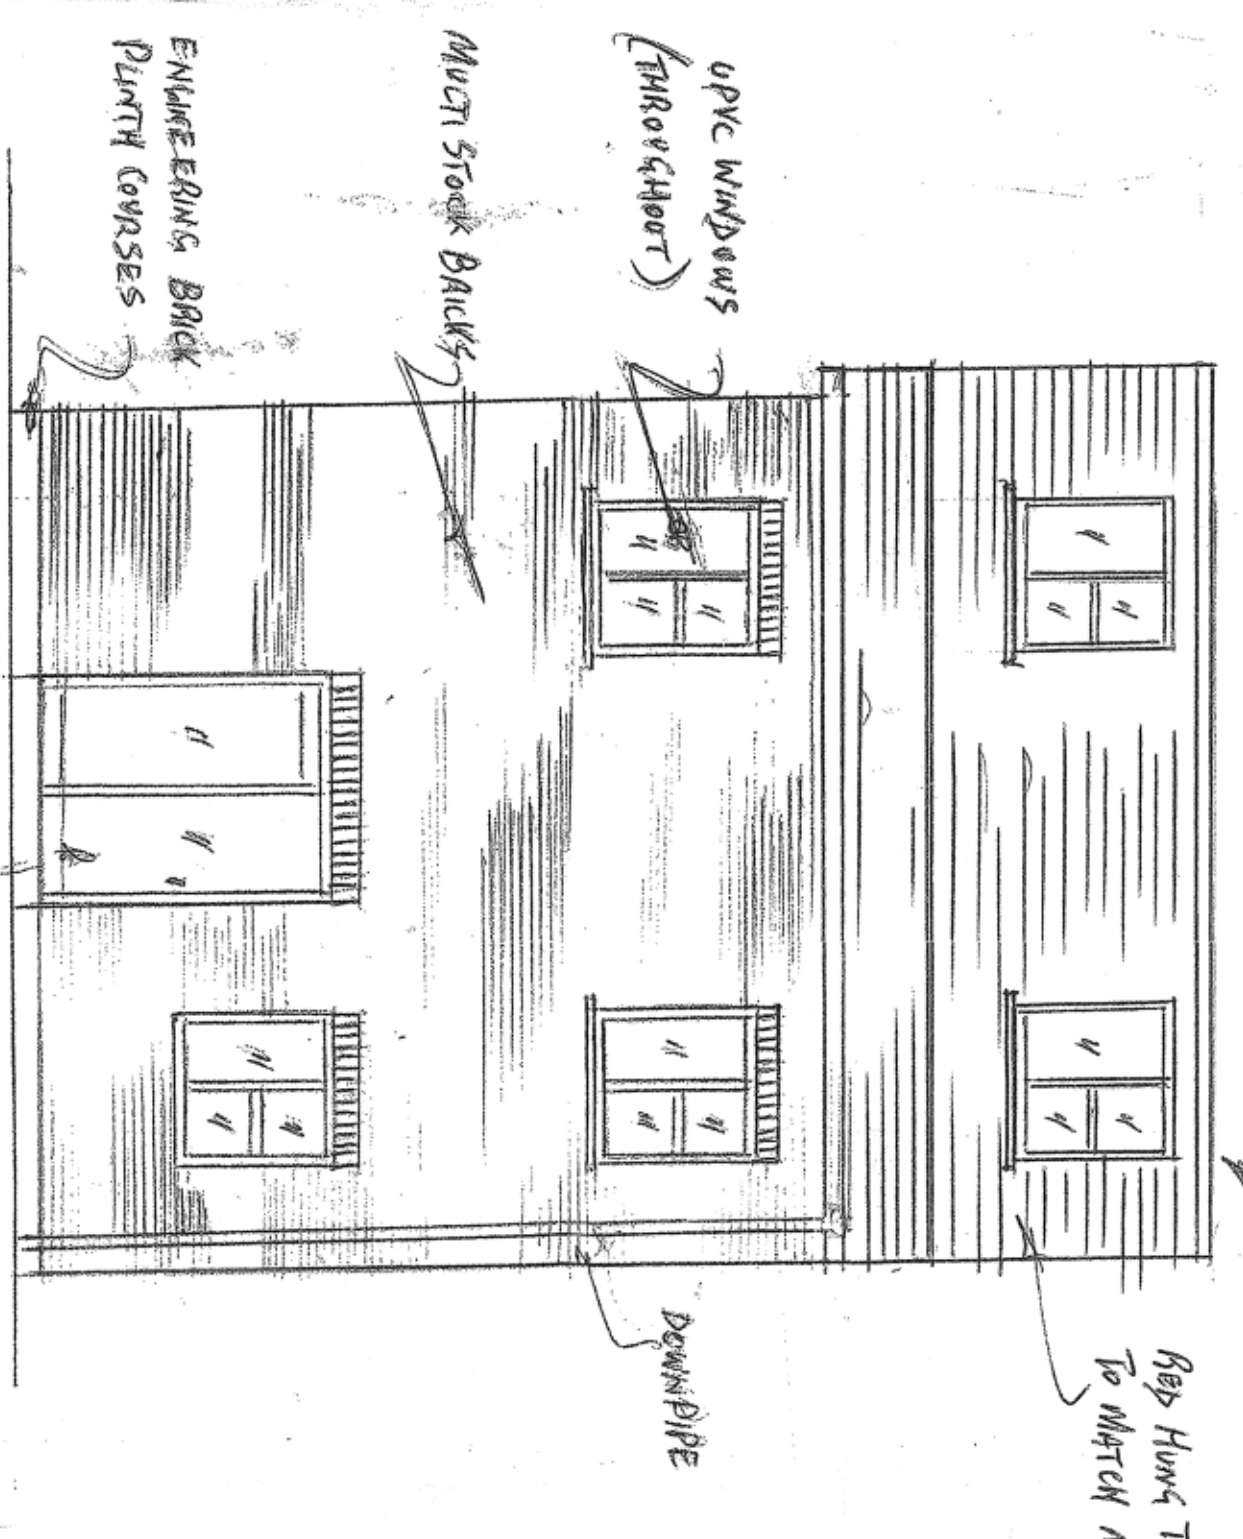 UPVC WINDOWS
(THROUGHOUT)
MULTI STOCK BRICKS
ENGINEERING BRICK
PLINTH COURSES
RED HUNG
TO MATCH
DOWNPIPE